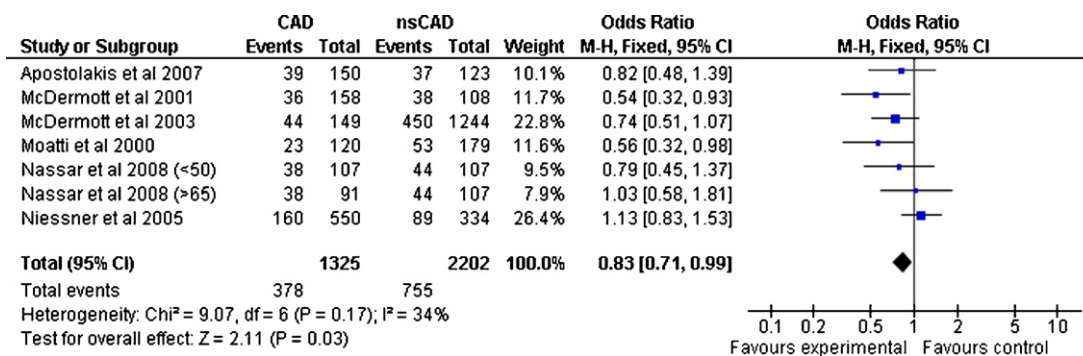 CAD nsCAD Odds Ratio Odds Ratio
Study or Subgroup Events Total Events Total Weight M-H, Fixed, 95% CI M-H, Fixed, 95% CI
Apostolakis et al 2007 39 150 37 123 10.1% 0.82 [0.48, 1.39]
McDermott et al 2001 36 158 38 108 11.7% 0.54 [0.32, 0.93]
McDermott et al 2003 44 149 450 1244 22.8% 0.74 [0.51, 1.07]
Moatti et al 2000 23 120 53 179 11.6% 0.56 [0.32, 0.98]
Nassar et al 2008 (<50) 38 107 44 107 9.5% 0.79 [0.45, 1.37]
Nassar et al 2008 (>65) 38 91 44 107 7.9% 1.03 [0.58, 1.81]
Niessner et al 2005 160 550 89 334 26.4% 1.13 [0.83, 1.53]
Total (95% CI) 1325 2202 100.0% 0.83 [0.71, 0.99]
Total events 378 755
Heterogeneity: Chi² = 9.07, df = 6 (P = 0.17); I² = 34%
Test for overall effect: Z = 2.11 (P = 0.03)
0.1 0.2 0.5 1 2 5 10
Favours experimental Favours control